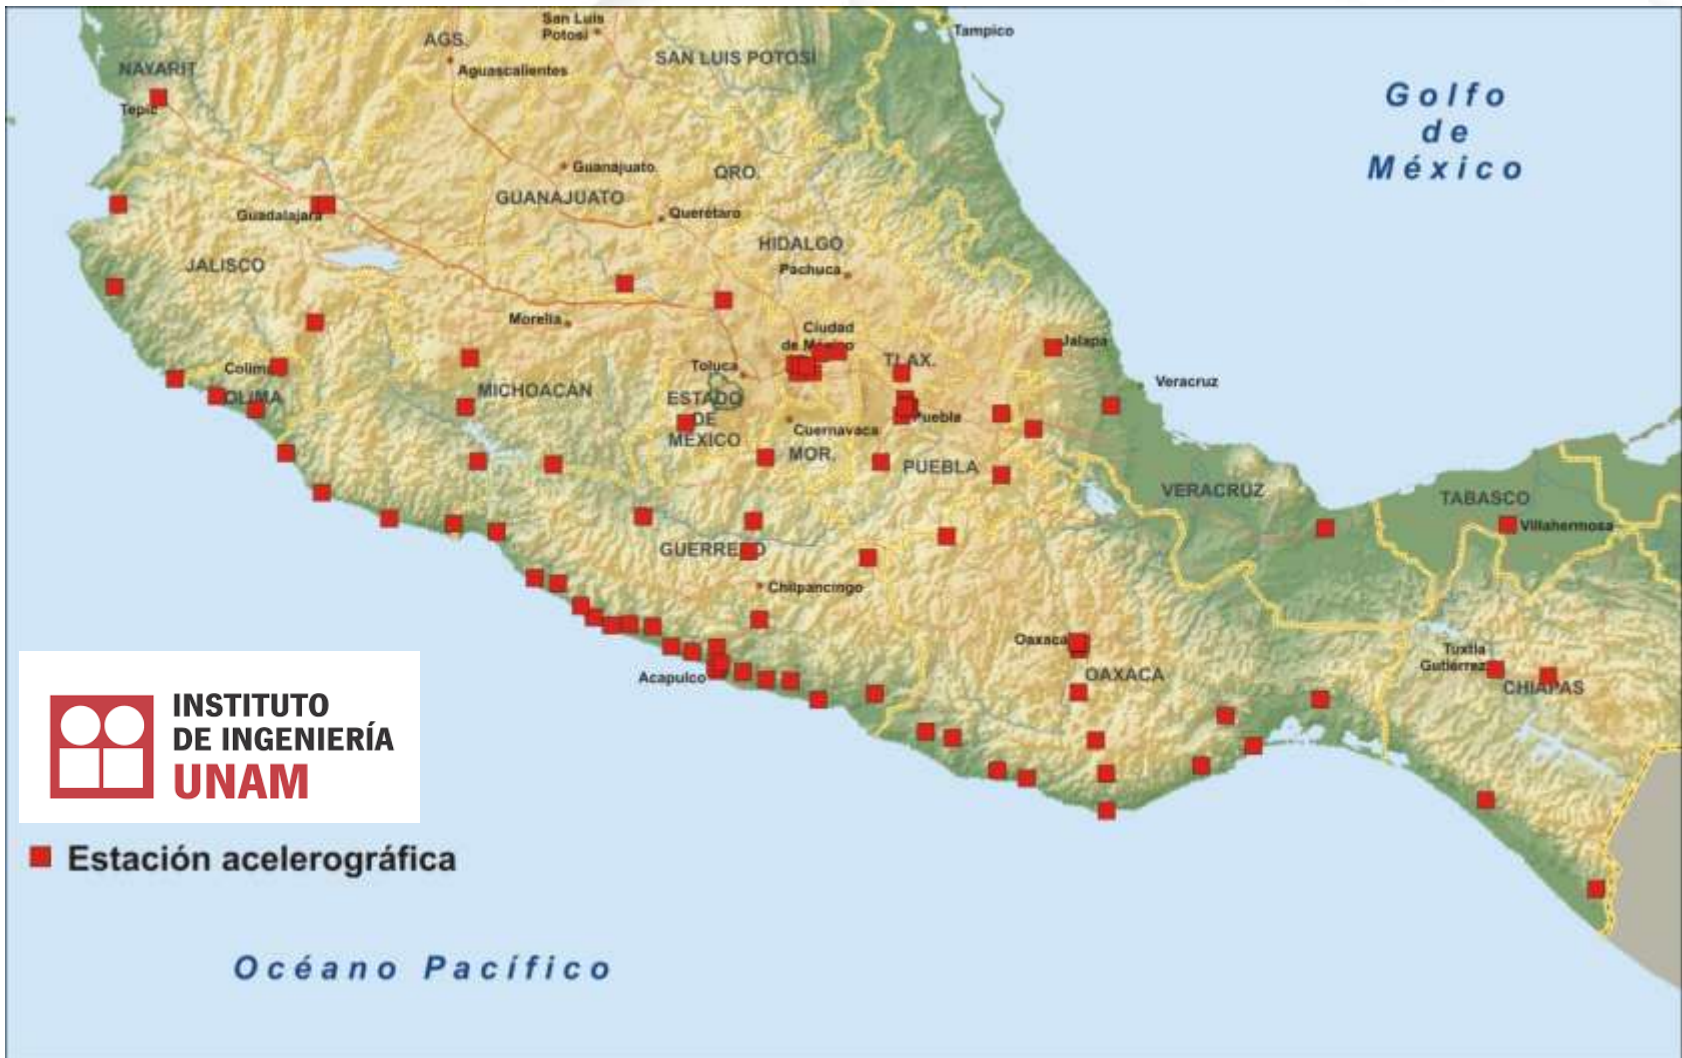 San Luis
Potosí
Tampico
AGS.
SAN LUIS POTOSÍ
Aguascalientes
NAYARIT
Tepic
Golfo
de
México
Guanajuato
QRO.
GUANAJUATO
Querétaro
Guadalajara
HIDALGO
JALISCO
Pachuca
Morelia
Ciudad
de México
Jalapa
TLAX.
Toluca
Colima
COLIMA
MICHOACÁN
ESTADO
DE
MÉXICO
Veracruz
Puebla
Cuernavaca
MOR.
PUEBLA
VERACRUZ
TABASCO
Villahermosa
GUERRERO
Chilpancingo
Oaxaca
OAXACA
Tuxtla
Gutiérrez
CHIAPAS
Acapulco
INSTITUTO
DE INGENIERÍA
UNAM
Estación acelerográfica
Océano Pacífico